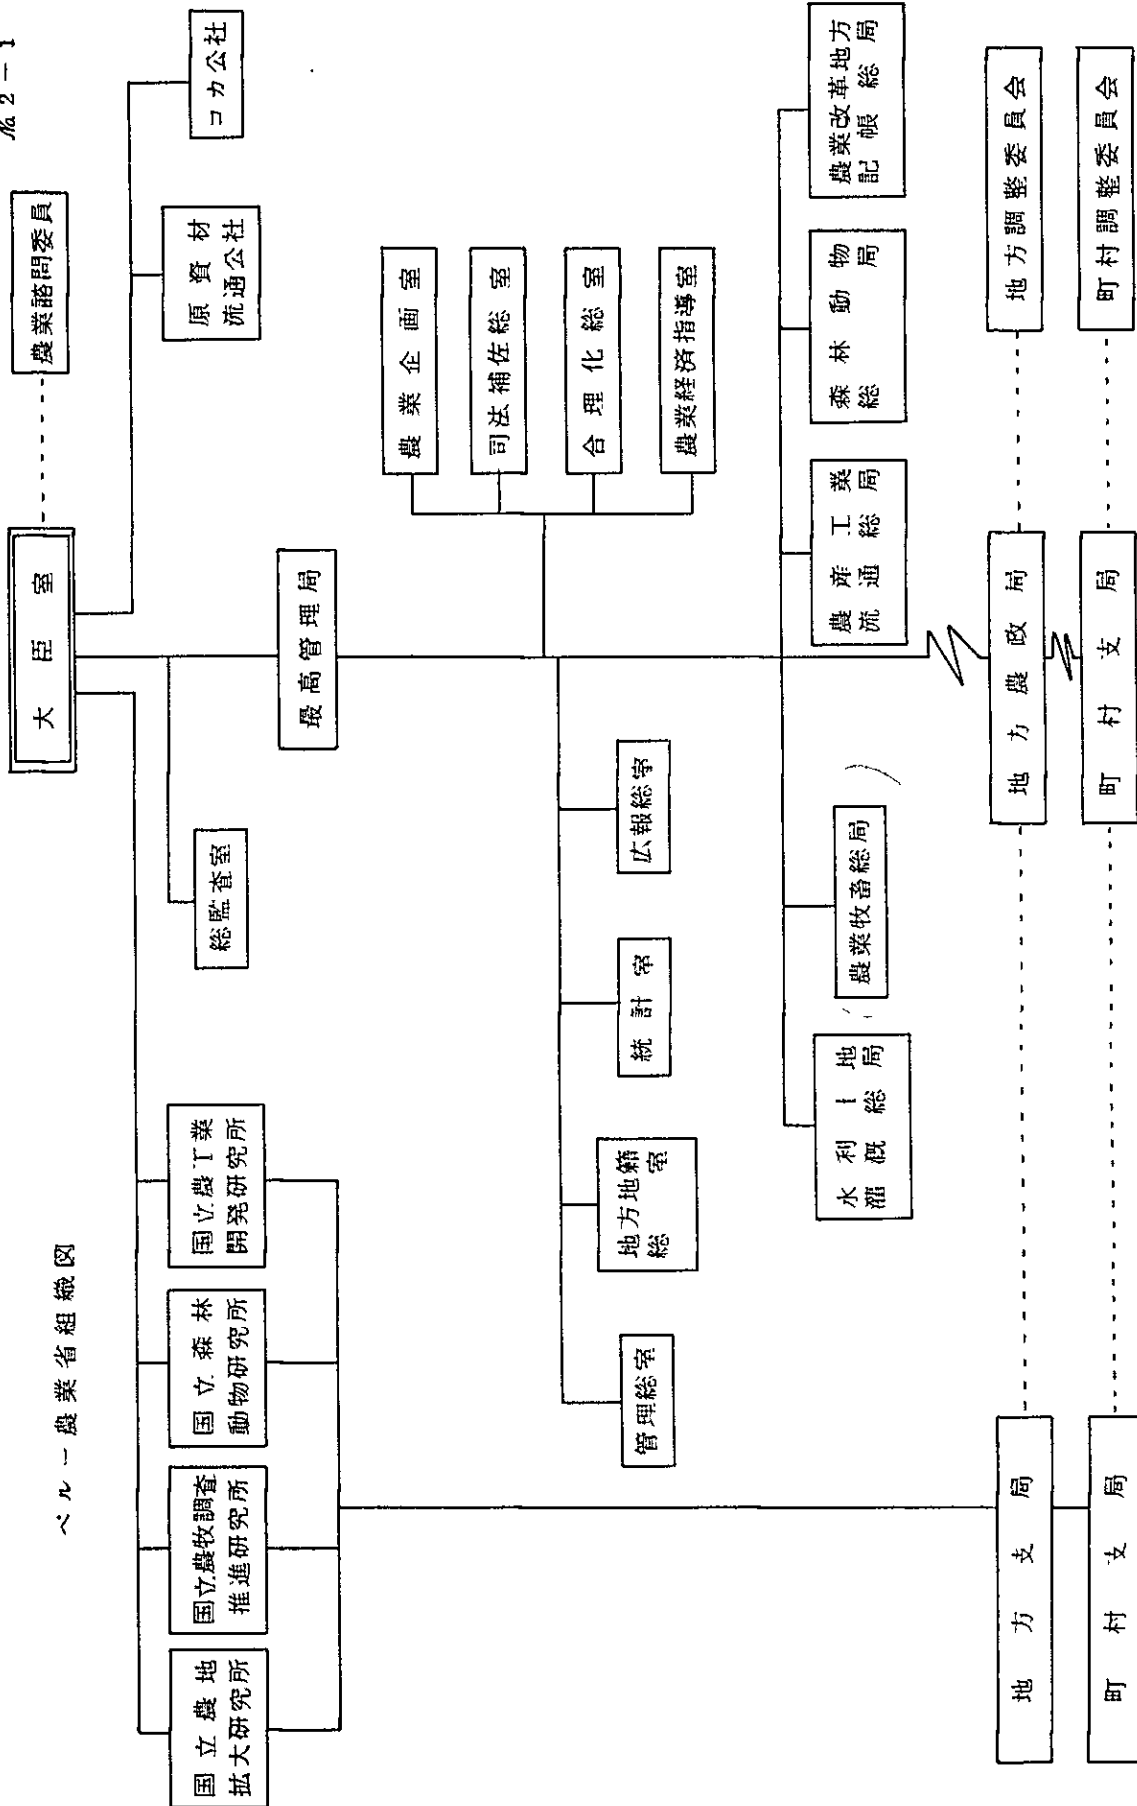 №2-1
ペルー農業省組織図
大臣室
農業諮問委員
コカ公社
原資材
流通公社
総監査室
国立農工業
開発研究所
国立森林
動物研究所
国立農牧調査
推進研究所
国立農地
拡大研究所
最高管理局
農業企画室
司法補佐総室
合理化総室
農業経済指導室
広報総室
統計室
地方地籍
総室
管理総室
農業改革地方
記帳総局
森林動物
総局
農産工業
流通総局
農業牧畜総局
水利土地
灌漑総局
地方調整委員会
地方農政局
地方支局
町村調整委員会
町村支局
町村支局